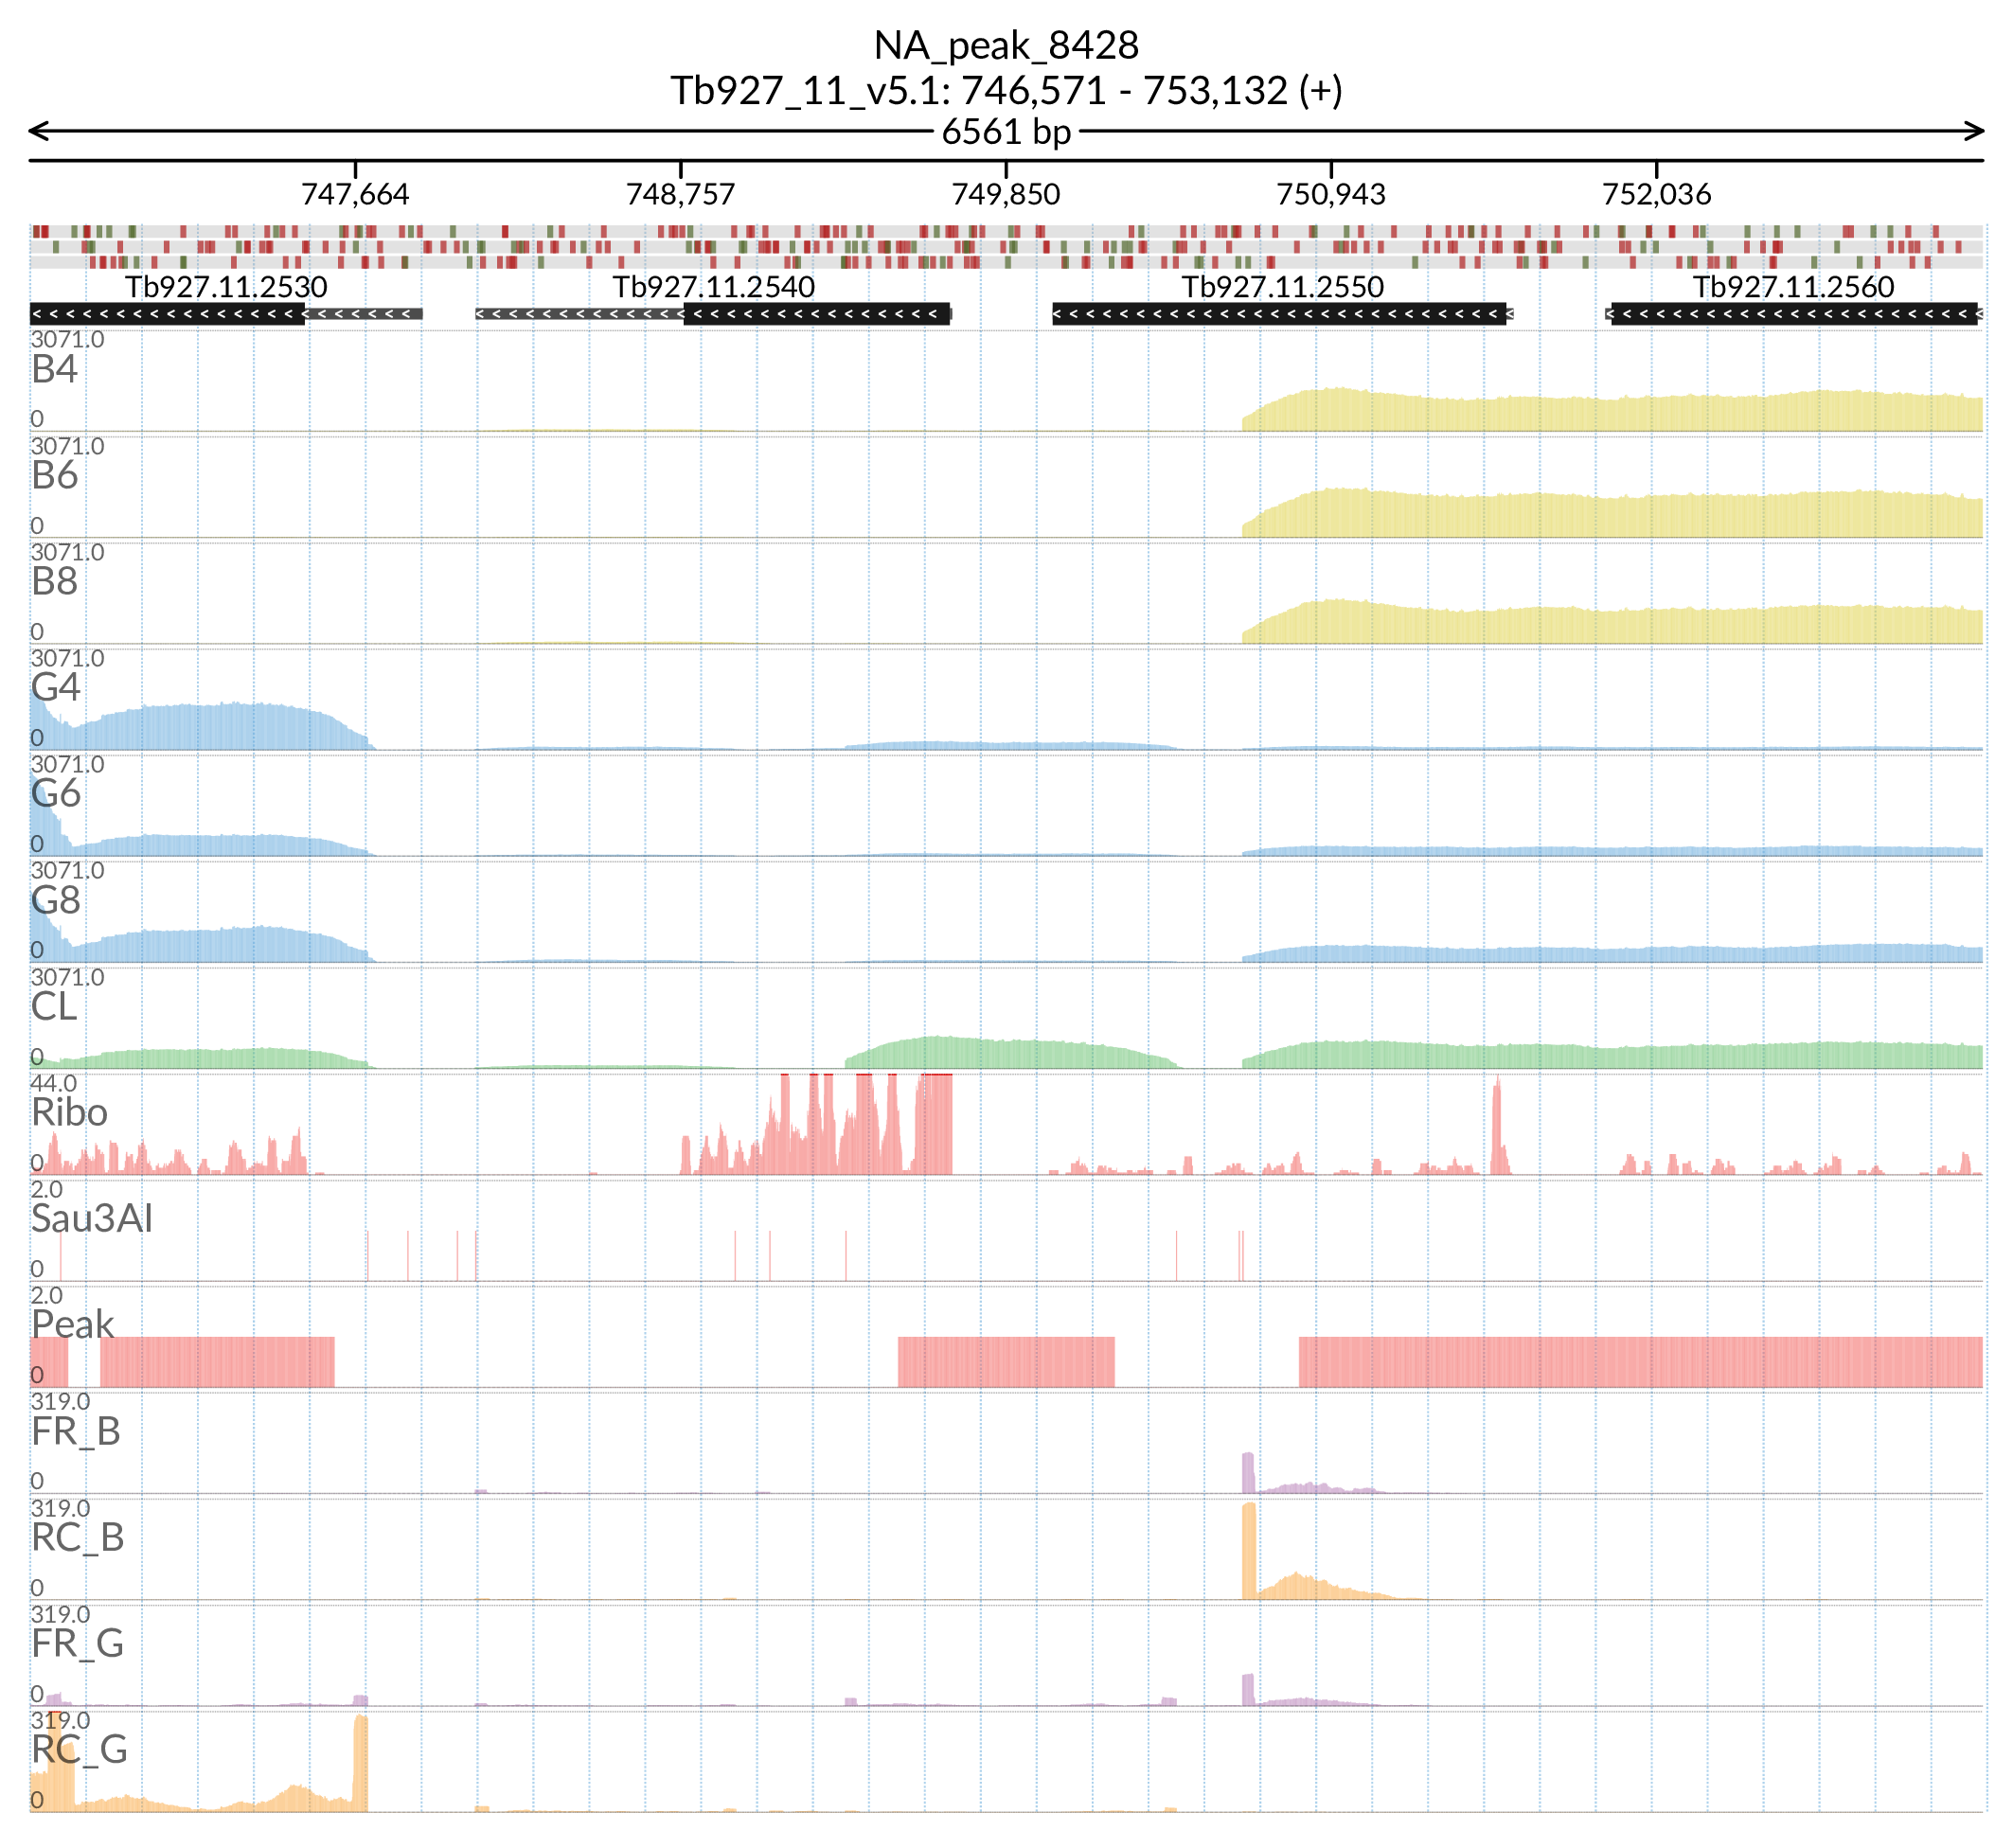 NA_peak_8428
Tb927_11_v5.1: 746,571 - 753,132 (+)
6561 bp
747,664 748,757 749,850 750,943 752,036
Tb927.11.2530 Tb927.11.2540 Tb927.11.2550 Tb927.11.2560
3071.0
B4
0
3071.0
B6
0
3071.0
B8
0
3071.0
G4
0
3071.0
G6
0
3071.0
G8
0
3071.0
CL
0
44.0
Ribo
0
2.0
Sau3AI
0
2.0
Peak
0
319.0
FR_B
0
319.0
RC_B
0
319.0
FR_G
0
319.0
RC_G
0